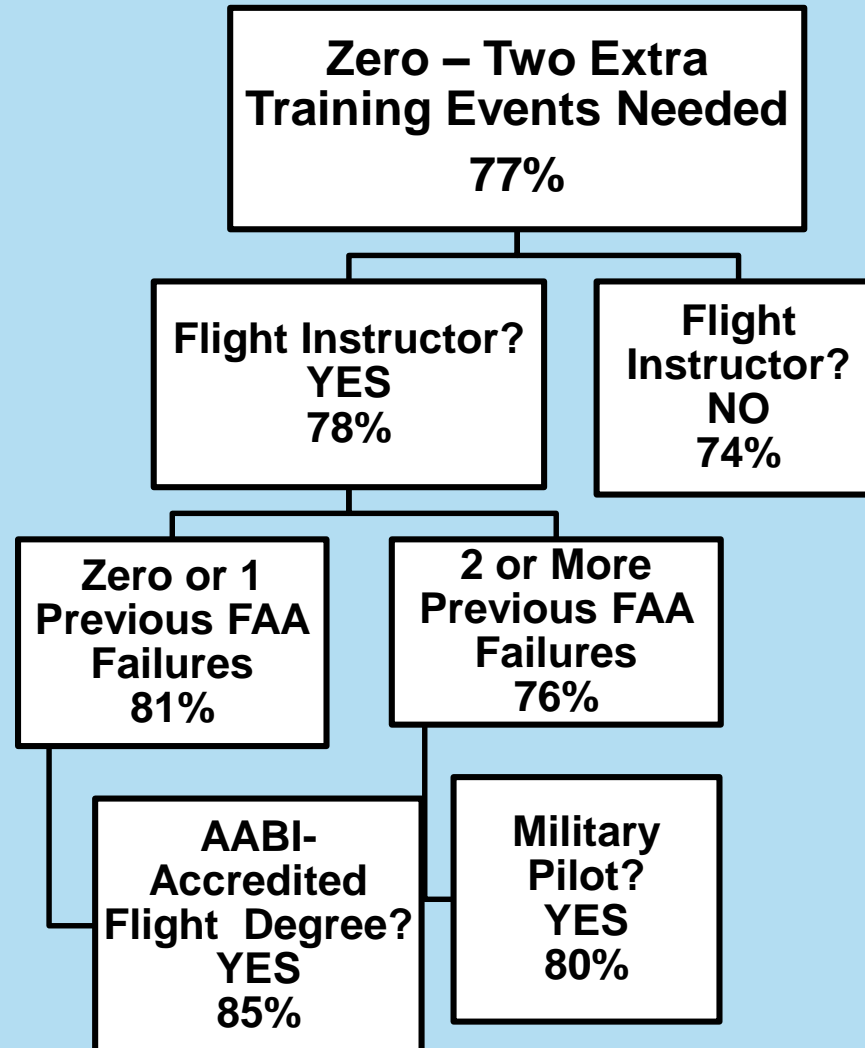 Zero – Two Extra
Training Events Needed
77%
Flight Instructor?
YES
78%
Flight
Instructor?
NO
74%
Zero or 1
Previous FAA
Failures
81%
2 or More
Previous FAA
Failures
76%
AABI-
Accredited
Flight Degree?
YES
85%
Military
Pilot?
YES
80%